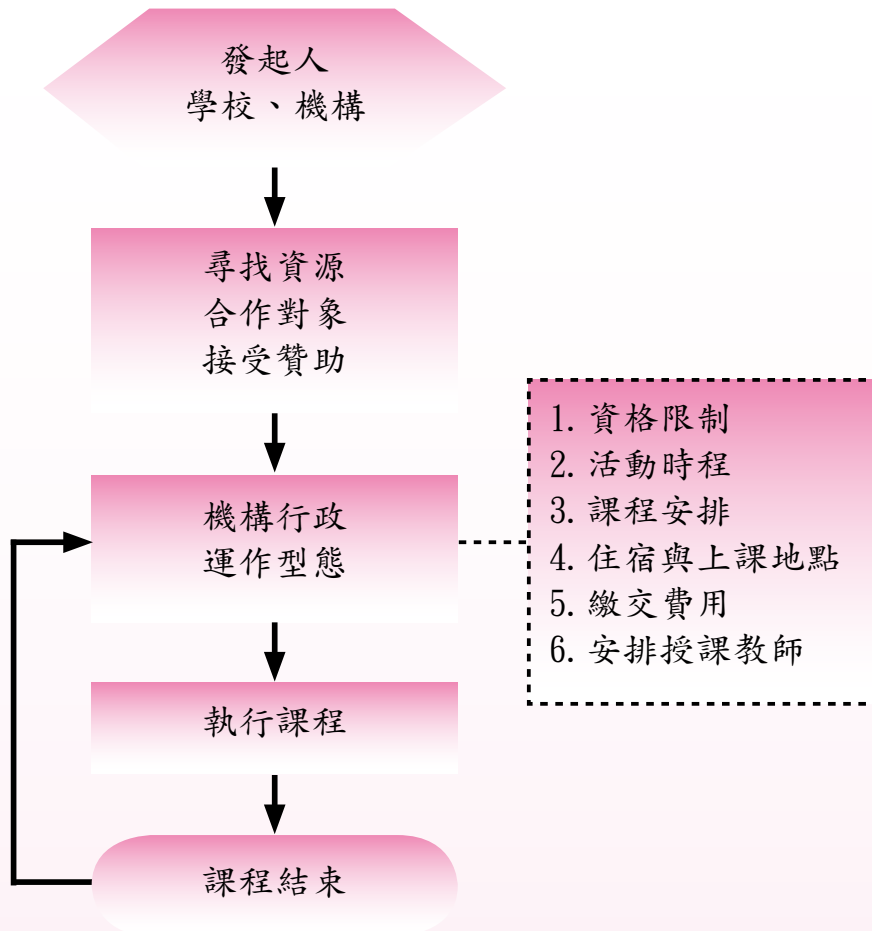 發起人
學校、機構
尋找資源
合作對象
接受贊助
機構行政
運作型態
1. 資格限制
2. 活動時程
3. 課程安排
4. 住宿與上課地點
5. 繳交費用
6. 安排授課教師
執行課程
課程結束